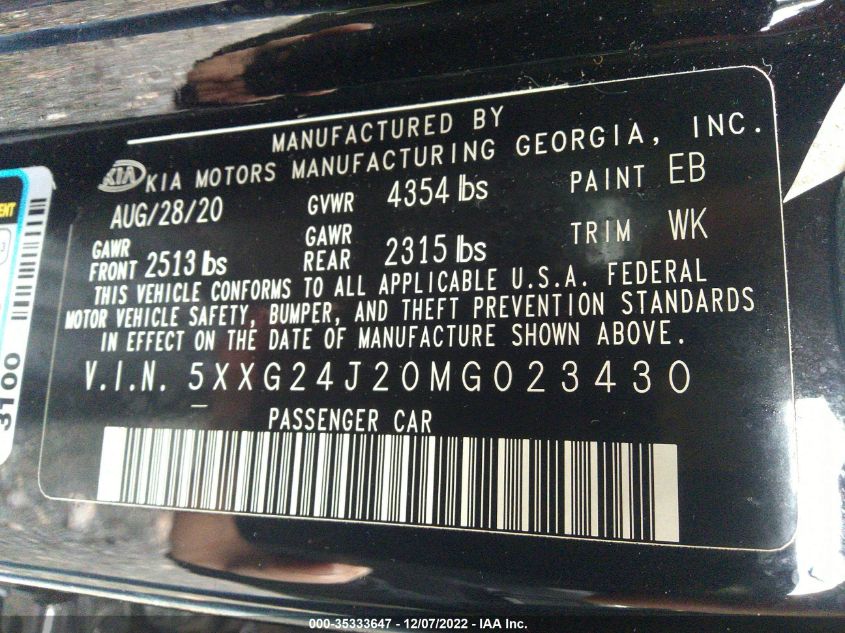 MANUFACTURED BY
KIA KIA MOTORS MANUFACTURING GEORGIA, INC.
AUG/28/20 GVWR 4354 lbs PAINT EB
GAWR FRONT 2513 lbs GAWR REAR 2315 lbs TRIM WK
THIS VEHICLE CONFORMS TO ALL APPLICABLE U.S.A. FEDERAL
MOTOR VEHICLE SAFETY, BUMPER, AND THEFT PREVENTION STANDARDS
IN EFFECT ON THE DATE OF MANUFACTURE SHOWN ABOVE.
V.I.N. 5XXG24J20MG023430
PASSENGER CAR
3100
000-35333647 - 12/07/2022 - IAA Inc.